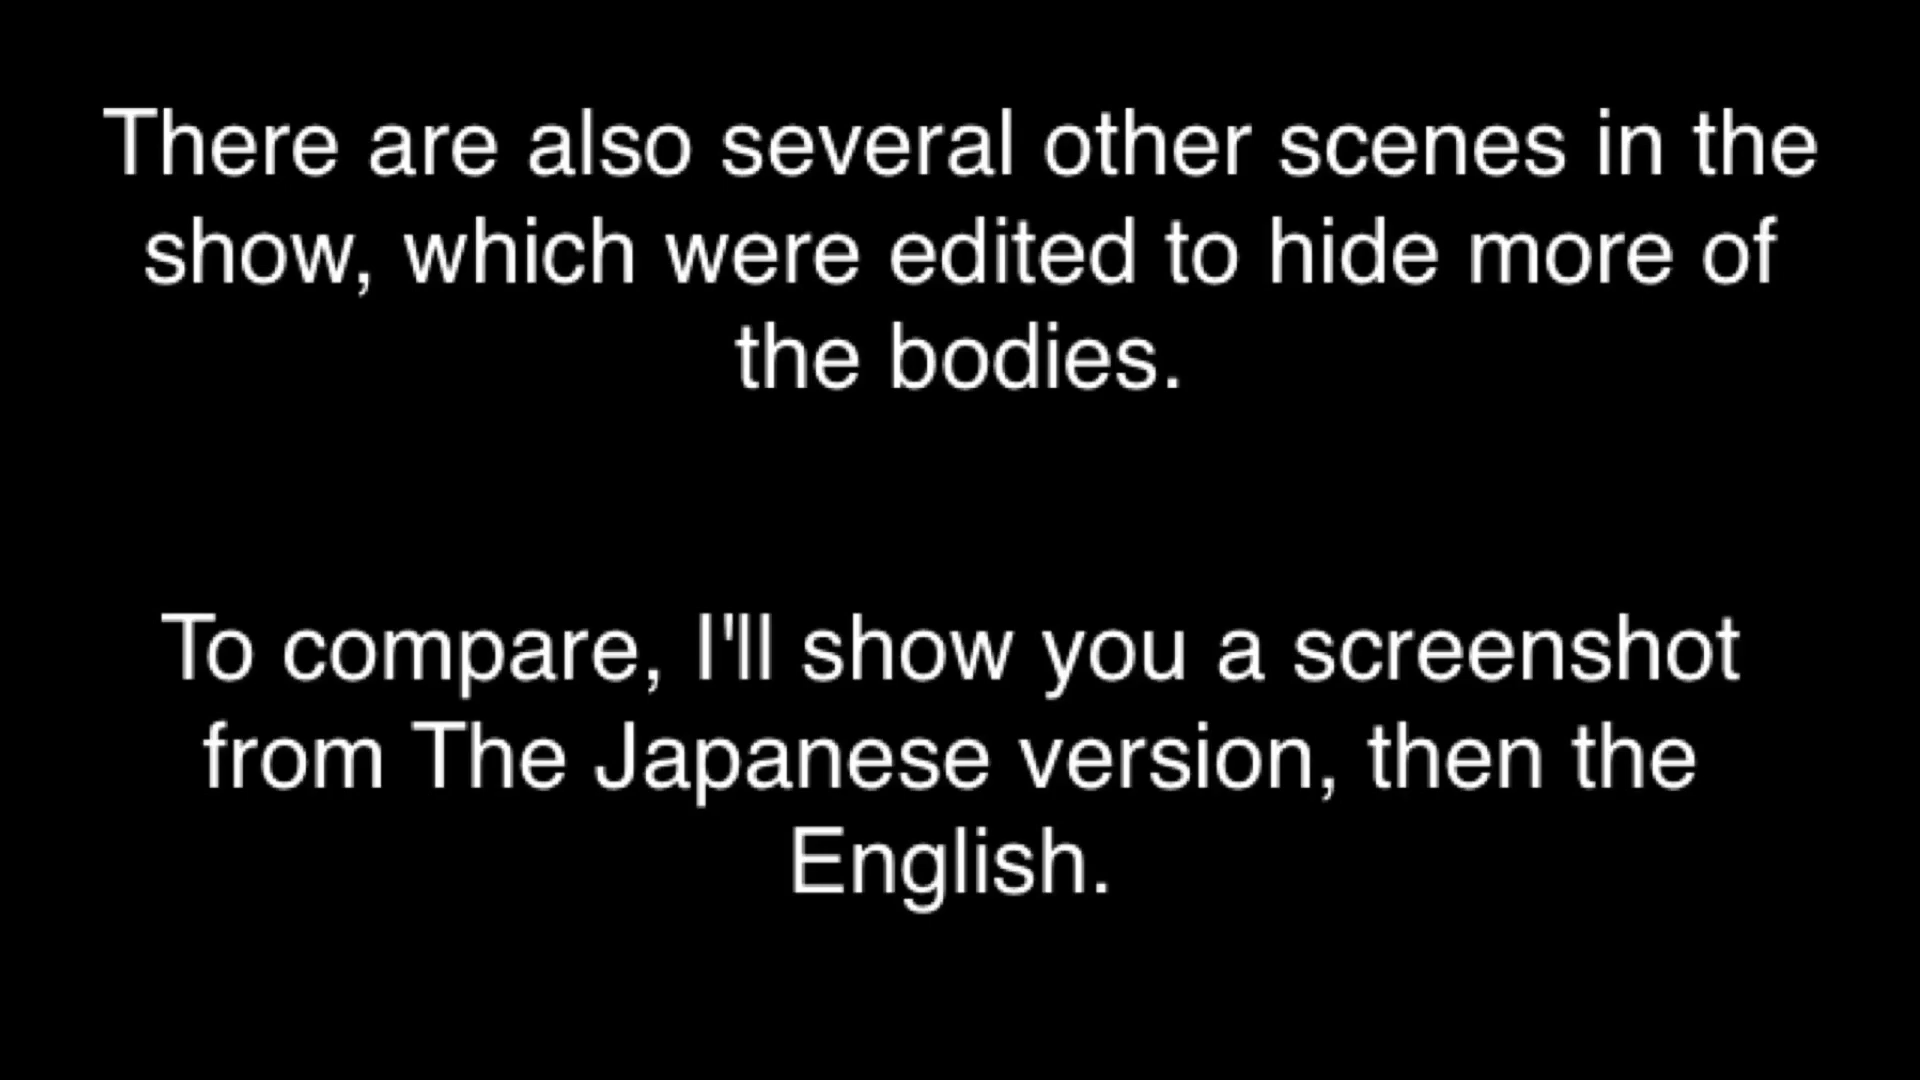 There are also several other scenes in the
show, which were edited to hide more of
the bodies.
To compare, I'll show you a screenshot
from The Japanese version, then the
English.